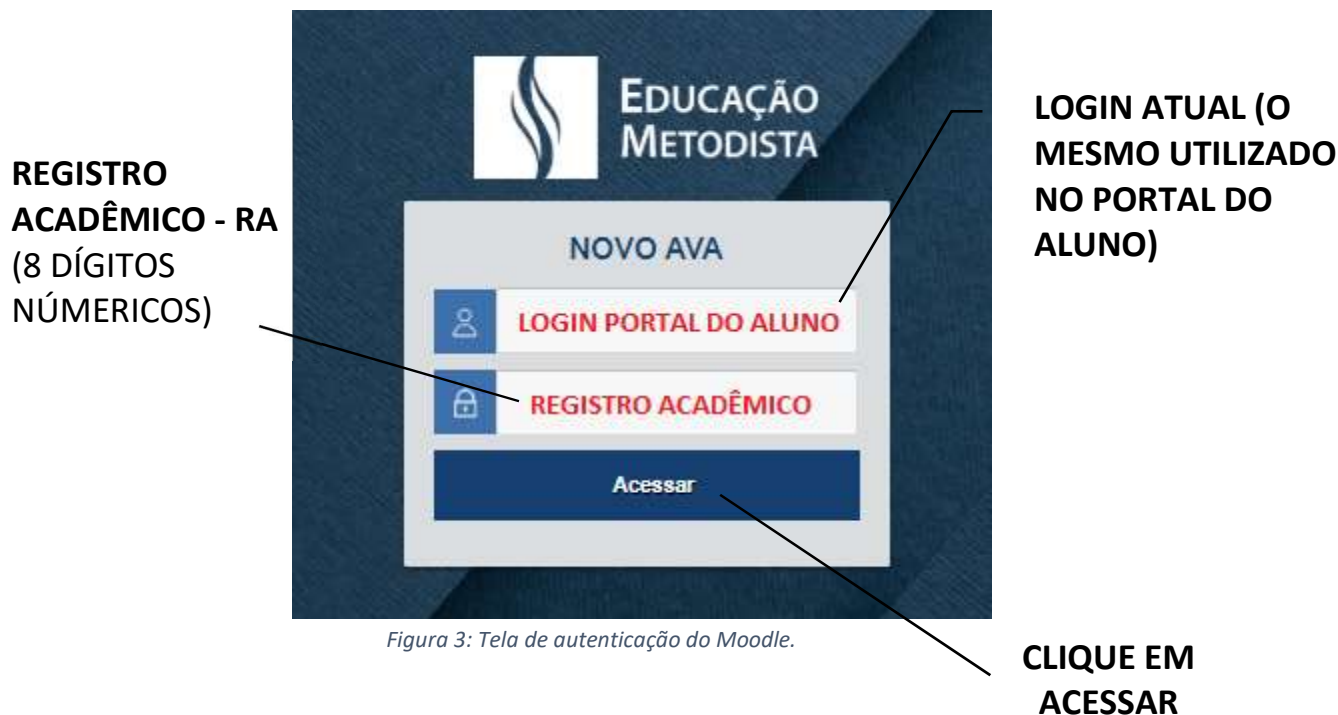 EDUCAÇÃO
METODISTA
REGISTRO
ACADÊMICO - RA
(8 DÍGITOS
NÚMERICOS)
LOGIN ATUAL (O
MESMO UTILIZADO
NO PORTAL DO
ALUNO)
NOVO AVA
LOGIN PORTAL DO ALUNO
REGISTRO ACADÊMICO
Acessar
Figura 3: Tela de autenticação do Moodle.
CLIQUE EM
ACESSAR